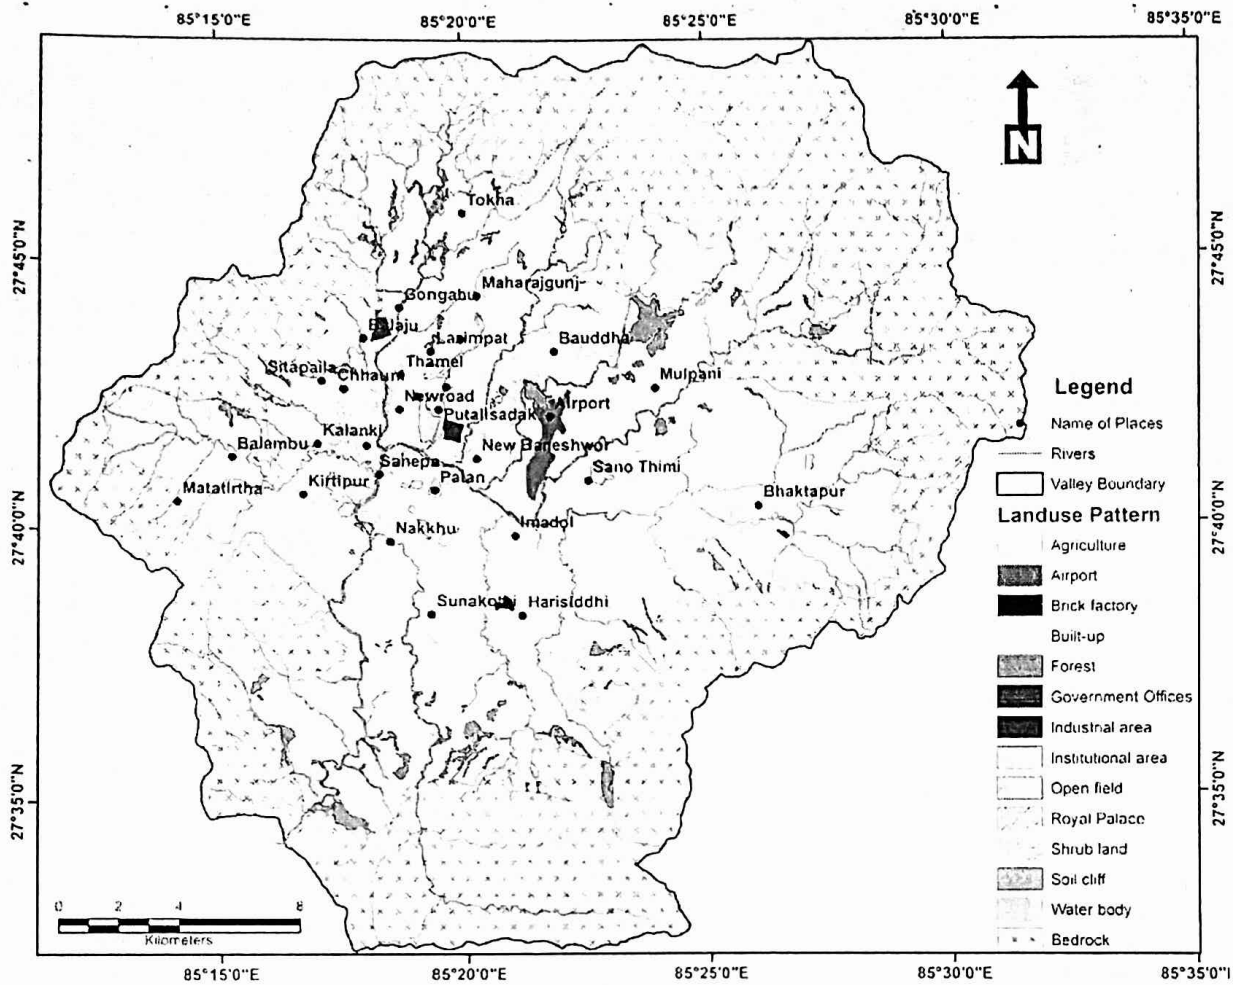 85°15'0"E 85°20'0"E 85°25'0"E 85°30'0"E 85°35'0"E
N
Tokha
27°45'0"N 27°45'0"N
Maharajgunj
Gongabu
Balaju
Lazimpat
Bauddha
Thamel
Sitapaila
Chhauni
Mulpani
Newroad
Airport
Putalisadak
Kalanki
Balambu
New Baneshwor
Sanepa
Sano Thimi
Kirtipur
Patan
Matatirtha
Bhaktapur
Imadol
Nakkhu
27°40'0"N 27°40'0"N
Sunakothi
Harisiddhi
27°35'0"N 27°35'0"N
Legend
Name of Places
Rivers
Valley Boundary
Landuse Pattern
Agriculture
Airport
Brick factory
Built-up
Forest
Government Offices
Industrial area
Institutional area
Open field
Royal Palace
Shrub land
Soil cliff
Water body
Bedrock
0 2 4 8
Kilometers
85°15'0"E 85°20'0"E 85°25'0"E 85°30'0"E 85°35'0"